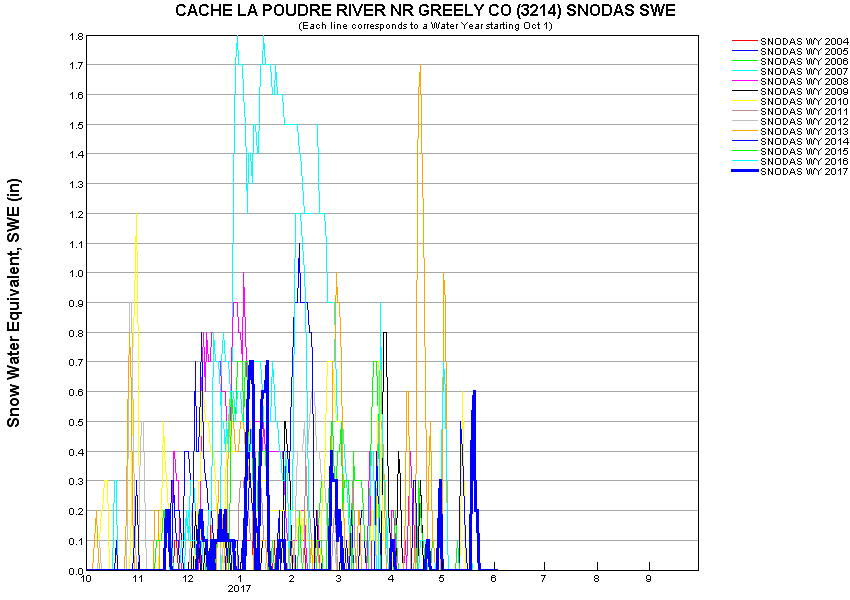 CACHE LA POUDRE RIVER NR GREELY CO (3214) SNODAS SWE
(Each line corresponds to a Water Year starting Oct 1)
Snow Water Equivalent, SWE (in)
1.8
1.7
1.6
1.5
1.4
1.3
1.2
1.1
1.0
0.9
0.8
0.7
0.6
0.5
0.4
0.3
0.2
0.1
0.0
10 11 12 1 2 3 4 5 6 7 8 9
2017
SNODAS WY 2004
SNODAS WY 2005
SNODAS WY 2006
SNODAS WY 2007
SNODAS WY 2008
SNODAS WY 2009
SNODAS WY 2010
SNODAS WY 2011
SNODAS WY 2012
SNODAS WY 2013
SNODAS WY 2014
SNODAS WY 2015
SNODAS WY 2016
SNODAS WY 2017